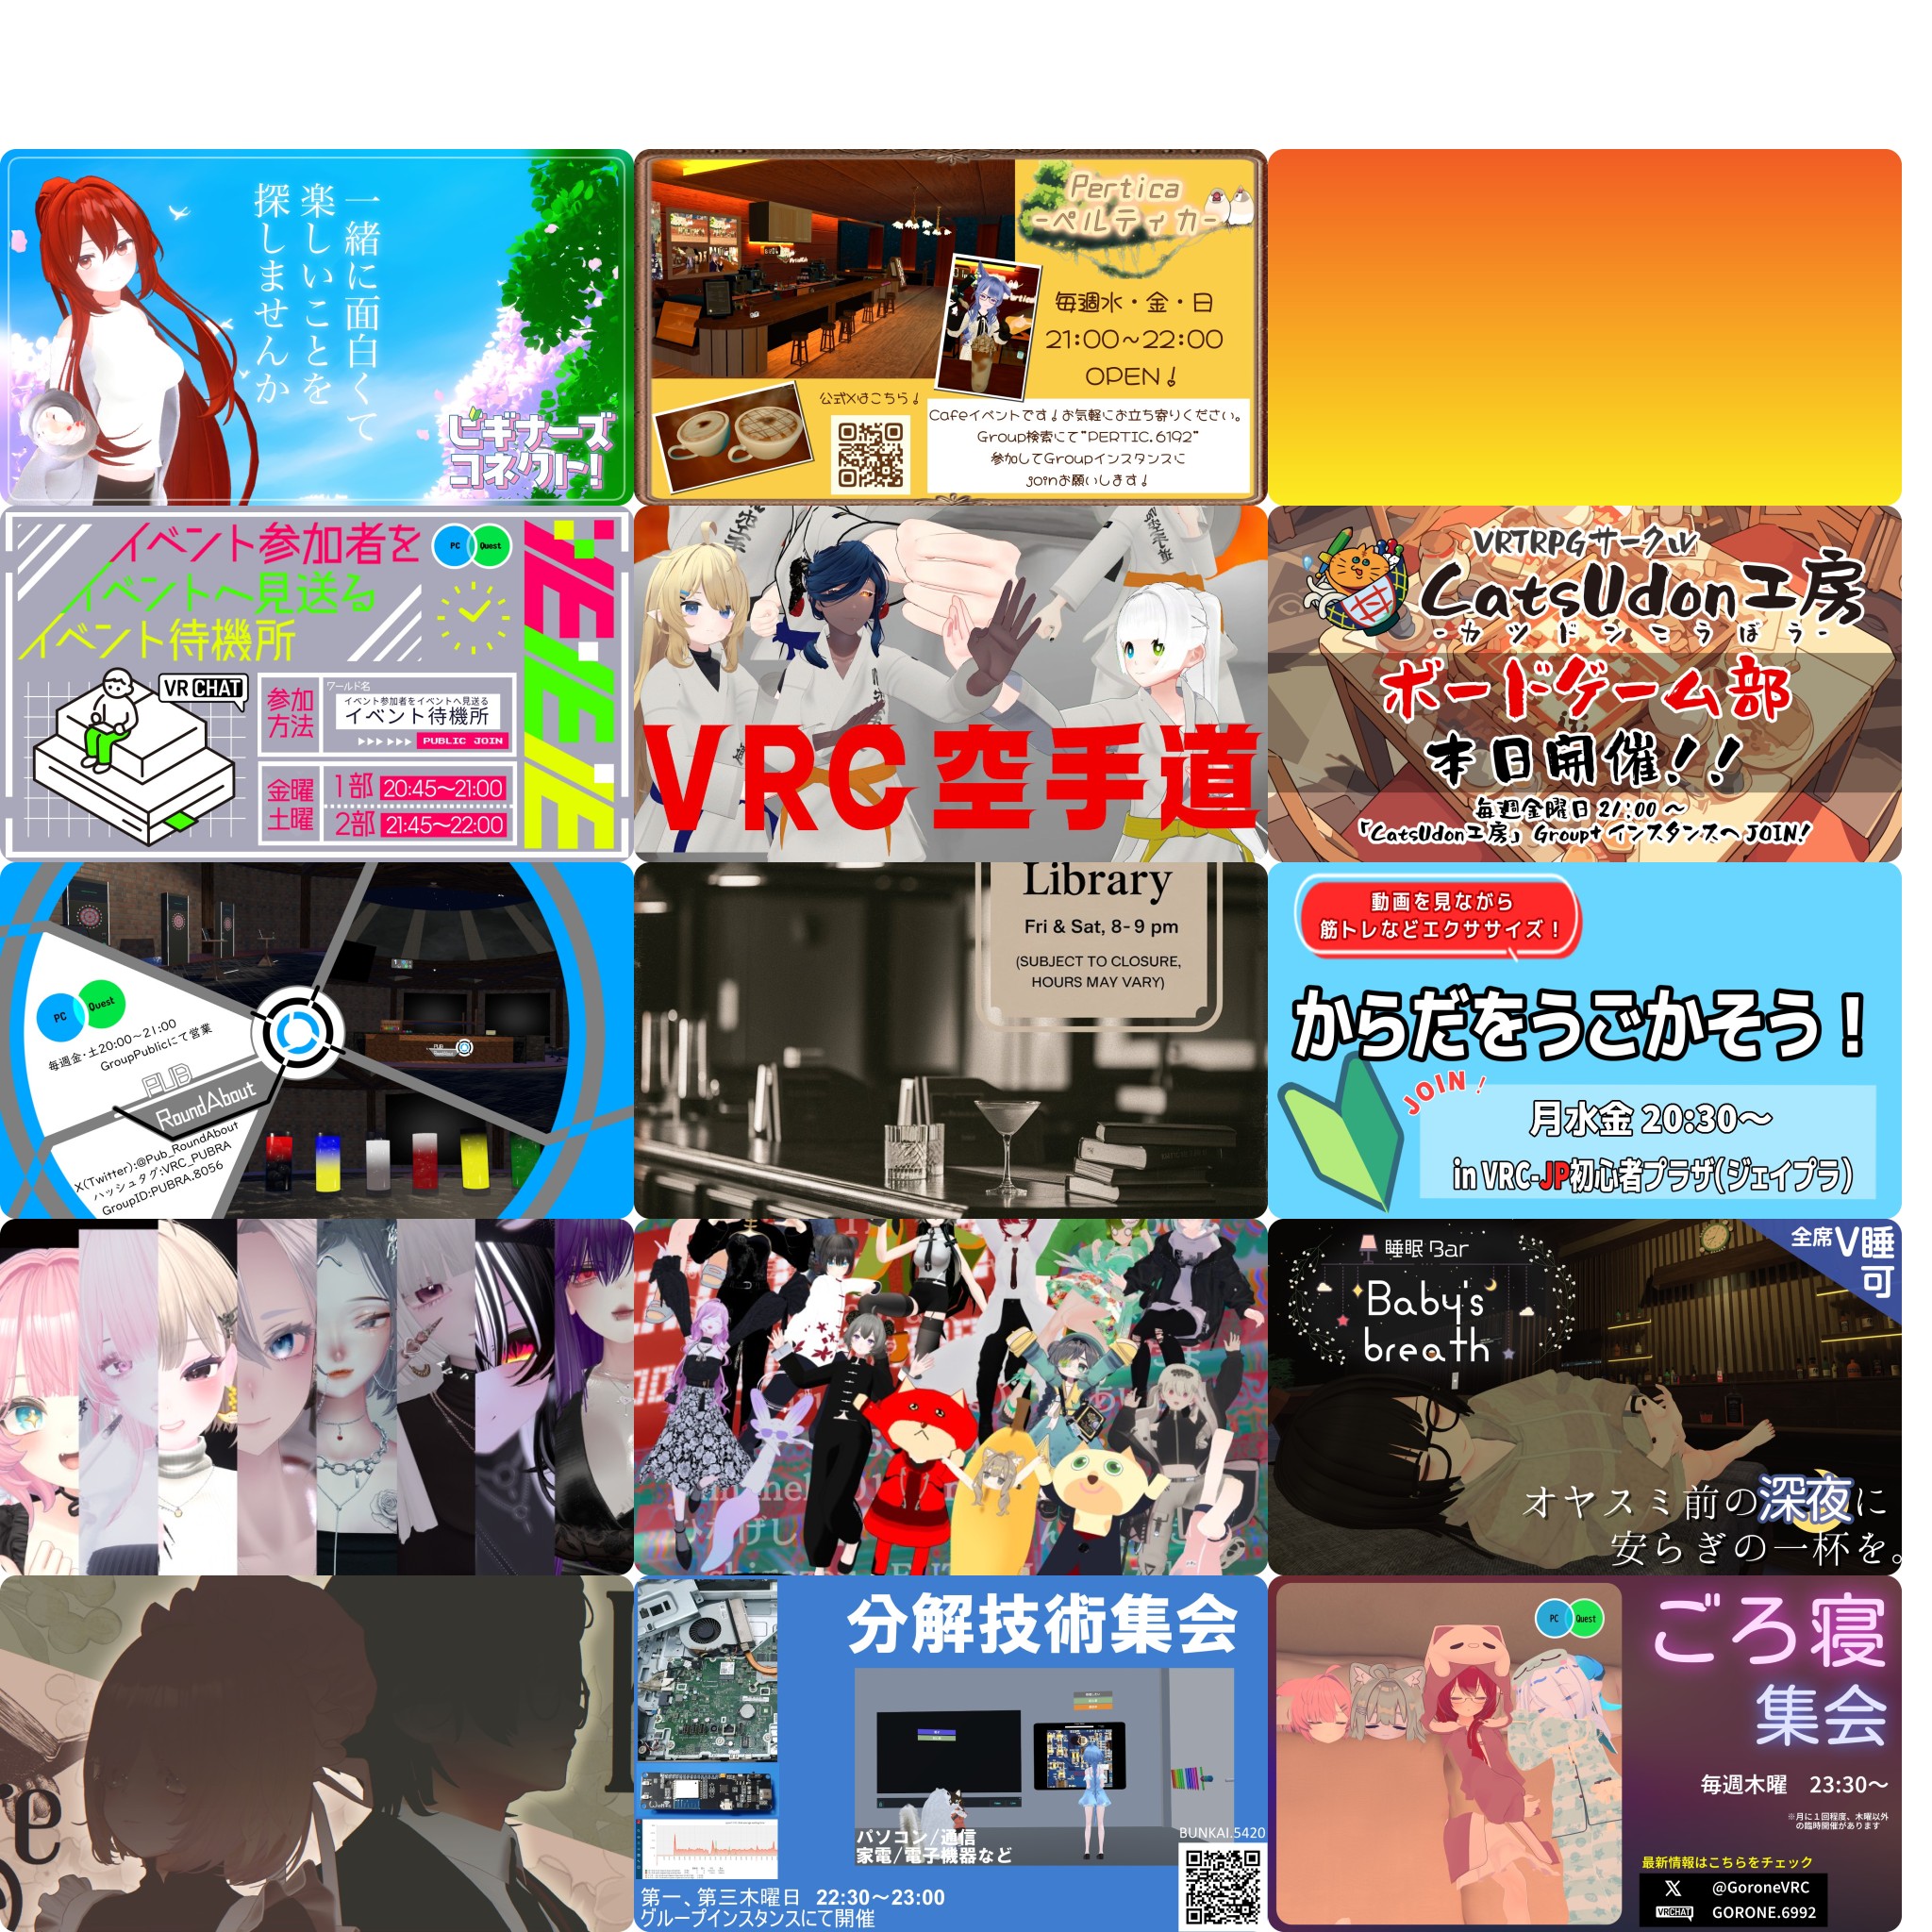 一緒に面白くて
楽しいことを
探しませんか
ビギナーズ
コネクト!
Pertica
-ペルティカ-
毎週水・金・日
21:00~22:00
OPEN!
公式Xはこちら!
Cafeイベントです!お気軽にお立ち寄りください。
Group検索にて"PERTIC.6192"
参加してGroupインスタンスに
joinお願いします!
イベント参加者を
イベントへ見送る
イベント待機所
PC Quest
VRCHAT
参加
方法
ワールド名
イベント参加者をイベントへ見送る
イベント待機所
PUBLIC JOIN
金曜
土曜
1部 20:45〜21:00
2部 21:45〜22:00
VRC空手道
VRTRPGサークル
CatsUdon工房
-カツドンこうぼう-
ボードゲーム部
本日開催!!
毎週金曜日 21:00 ~
「CatsUdon工房」 Group+ インスタンスへ JOIN!
PC Quest
毎週金・土20:00~21:00
GroupPublicにて営業
PUB
RoundAbout
X(Twitter):@Pub_RoundAbout
ハッシュタグ:VRC_PUBRA
GroupID:PUBRA.8056
Library
Fri & Sat, 8-9 pm
(SUBJECT TO CLOSURE,
HOURS MAY VARY)
動画を見ながら
筋トレなどエクササイズ!
からだをうごかそう!
JOIN!
月水金 20:30〜
in VRC-JP初心者プラザ(ジェイプラ)
睡眠 Bar
Baby's
breath
全席V睡
可
オヤスミ前の深夜に
安らぎの一杯を。
分解技術集会
パソコン/通信
家電/電子機器など
BUNKAI.5420
第一、第三木曜日 22:30〜23:00
グループインスタンスにて開催
PC Quest
ごろ寝
集会
毎週木曜 23:30〜
※月に1回程度、木曜以外
の臨時開催があります
最新情報はこちらをチェック
X @GoroneVRC
VRCHAT GORONE.6992